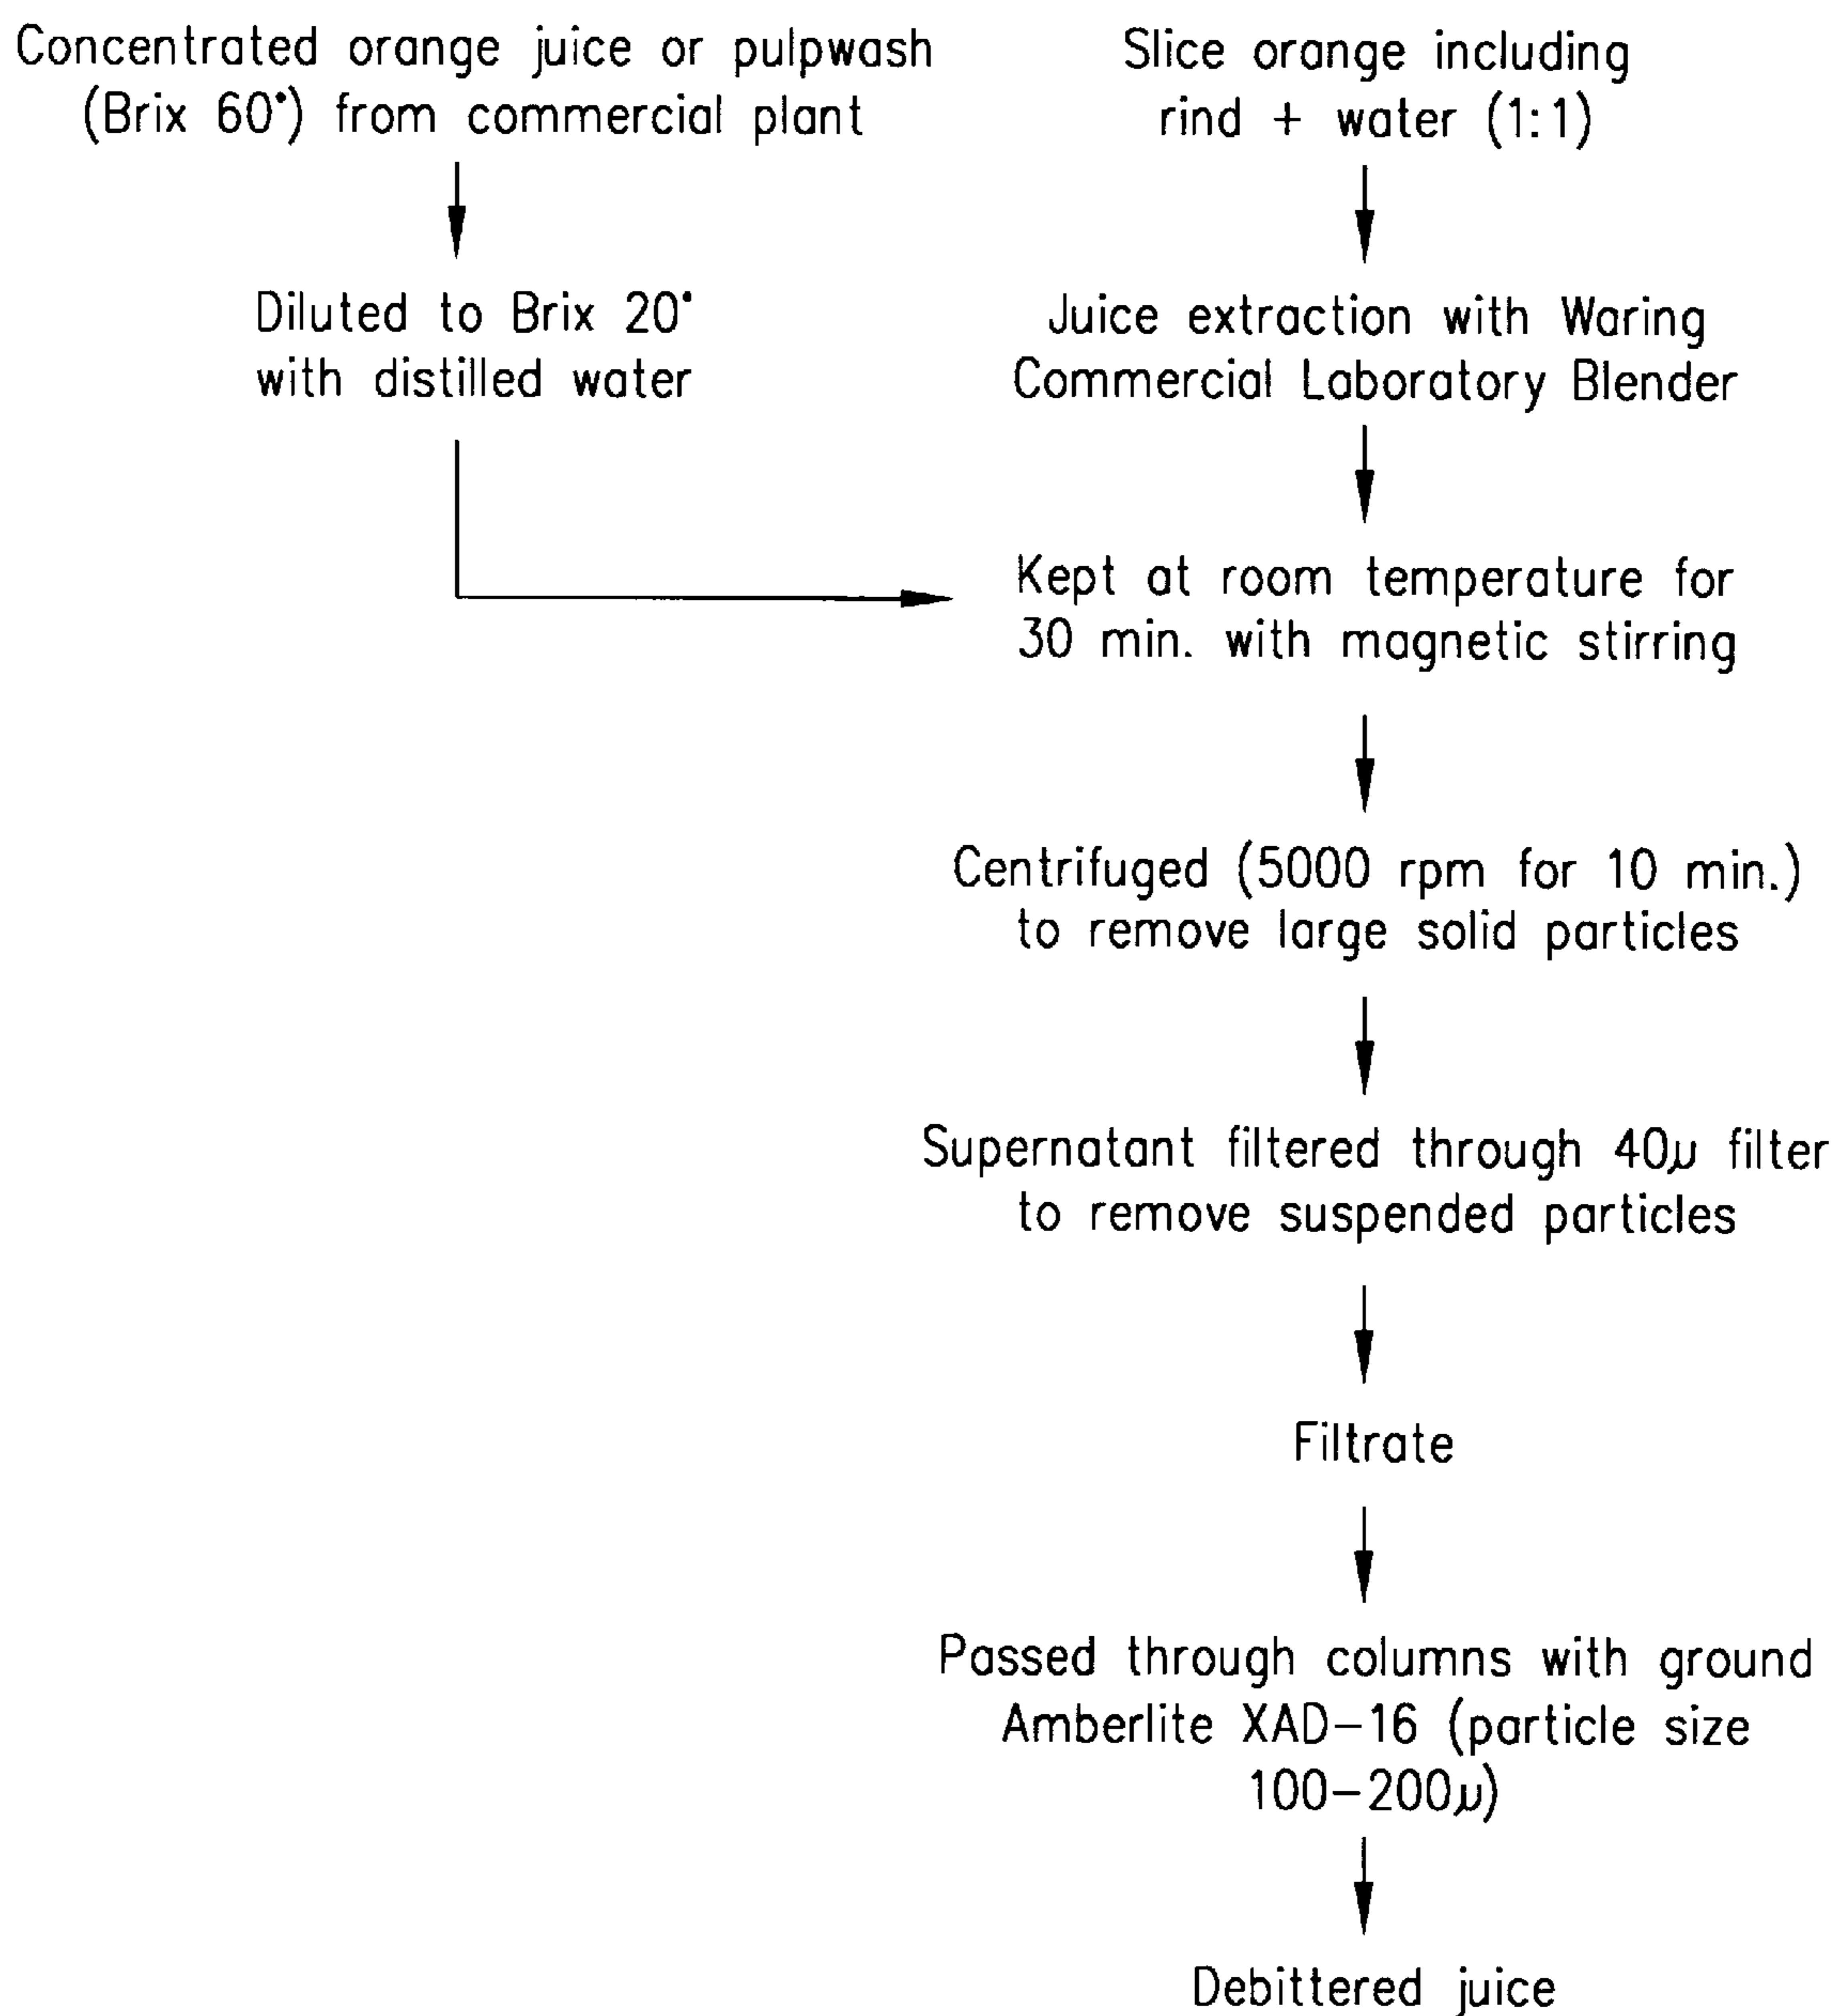 Concentrated orange juice or pulpwash
(Brix 60°) from commercial plant
Slice orange including
rind + water (1:1)
Diluted to Brix 20°
with distilled water
Juice extraction with Waring
Commercial Laboratory Blender
Kept at room temperature for
30 min. with magnetic stirring
Centrifuged (5000 rpm for 10 min.)
to remove large solid particles
Supernatant filtered through 40μ filter
to remove suspended particles
Filtrate
Passed through columns with ground
Amberlite XAD-16 (particle size
100-200μ)
Debittered juice